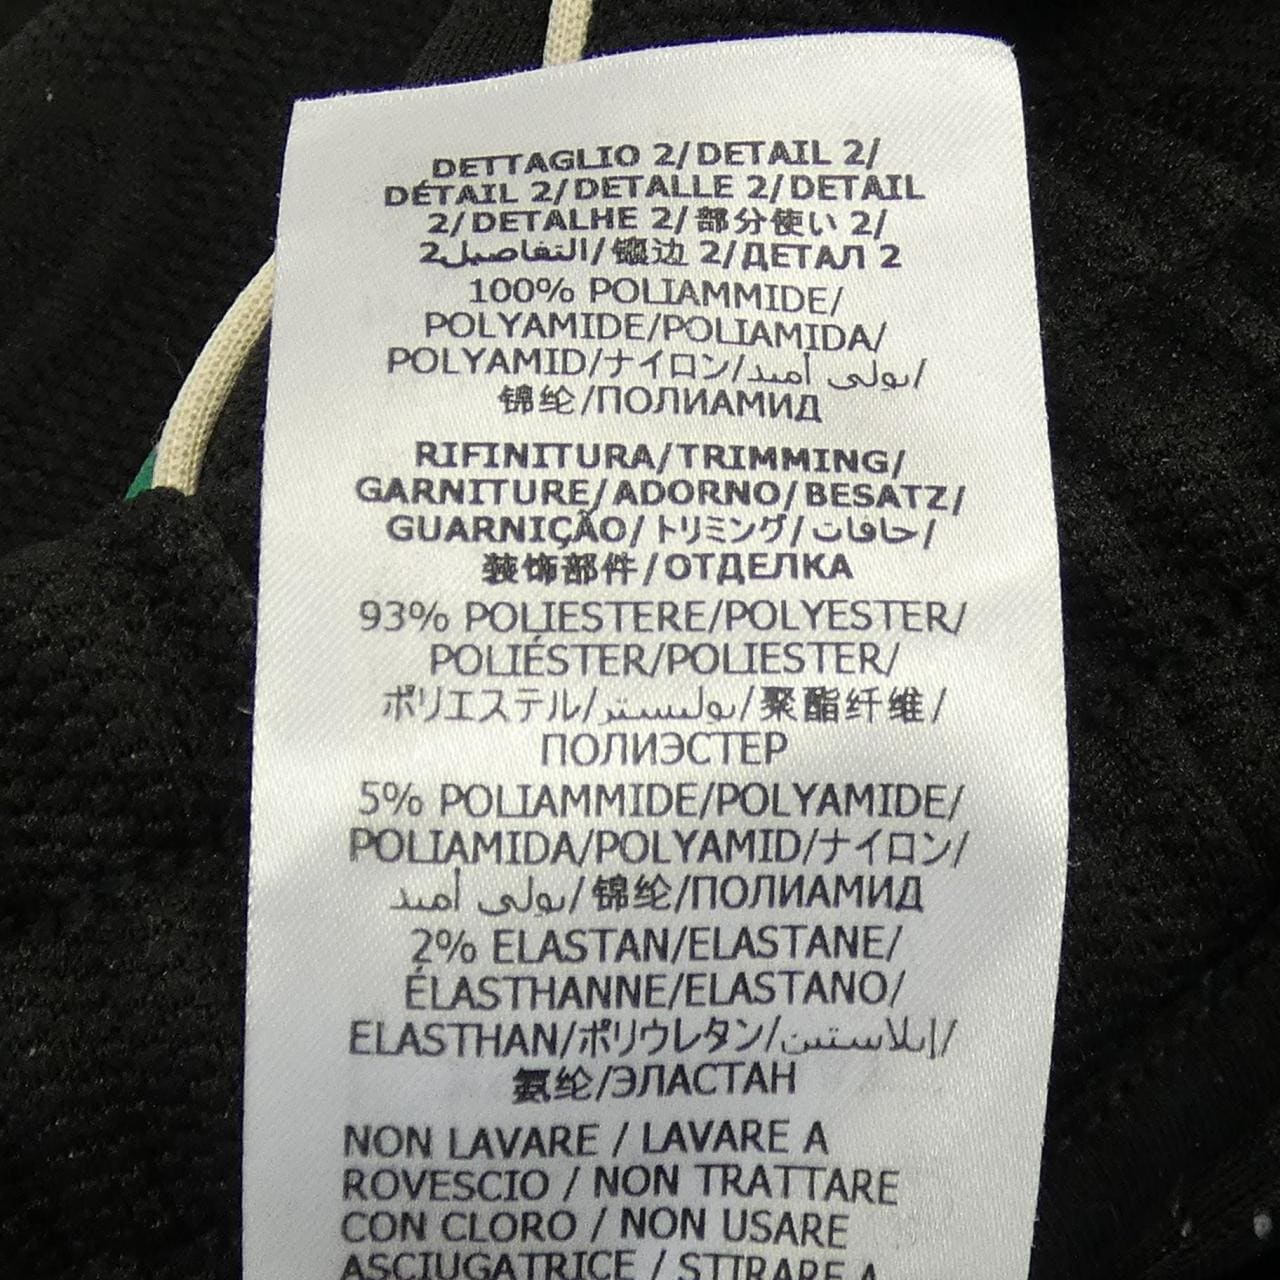 DETTAGLIO 2/DETAIL 2/
DÉTAIL 2/DETALLE 2/DETAIL
2/DETALHE 2/部分使い 2/
التفاصيل2/镶边 2/ДЕТАЛ 2
100% POLIAMMIDE/
POLYAMIDE/POLIAMIDA/
POLYAMID/ナイロン/بولي أميد/
锦纶/ПОЛИАМИД
RIFINITURA/TRIMMING/
GARNITURE/ADORNO/BESATZ/
GUARNIÇÃO/トリミング/حافات/
装饰部件/ОТДЕЛКА
93% POLIESTERE/POLYESTER/
POLIÉSTER/POLIESTER/
ポリエステル/بوليستر/聚酯纤维/
ПОЛИЭСТЕР
5% POLIAMMIDE/POLYAMIDE/
POLIAMIDA/POLYAMID/ナイロン/
بولي أميد/锦纶/ПОЛИАМИД
2% ELASTAN/ELASTANE/
ÉLASTHANNE/ELASTANO/
ELASTHAN/ポリウレタン/إيلاستين/
氨纶/ЭЛАСТАН
NON LAVARE / LAVARE A
ROVESCIO / NON TRATTARE
CON CLORO / NON USARE
ASCIUGATRICE / STIRARE A